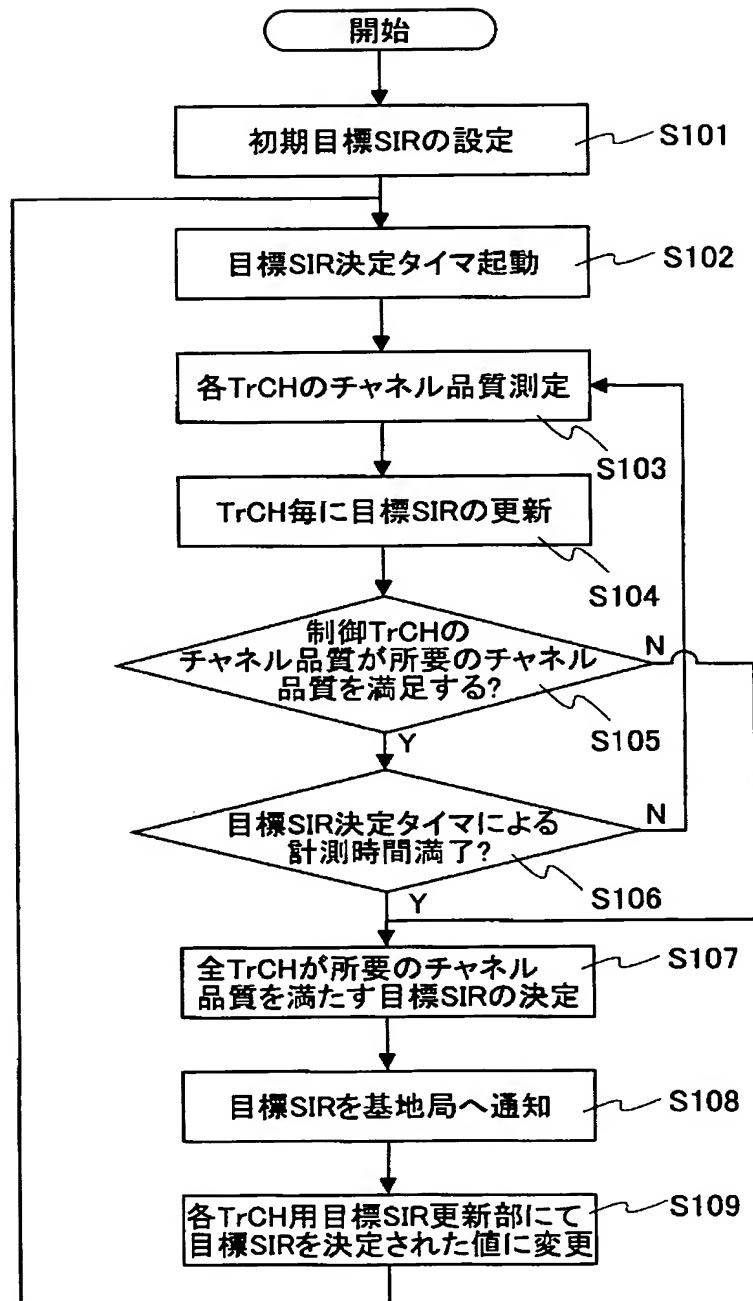 開始
初期目標SIRの設定
S101
目標SIR決定タイマ起動
S102
各TrCHのチャネル品質測定
S103
TrCH毎に目標SIRの更新
S104
制御TrCHの
チャネル品質が所要のチャネル
品質を満足する?
N
S105
Y
目標SIR決定タイマによる
計測時間満了?
N
S106
Y
全TrCHが所要のチャネル
品質を満たす目標SIRの決定
S107
目標SIRを基地局へ通知
S108
各TrCH用目標SIR更新部にて
目標SIRを決定された値に変更
S109